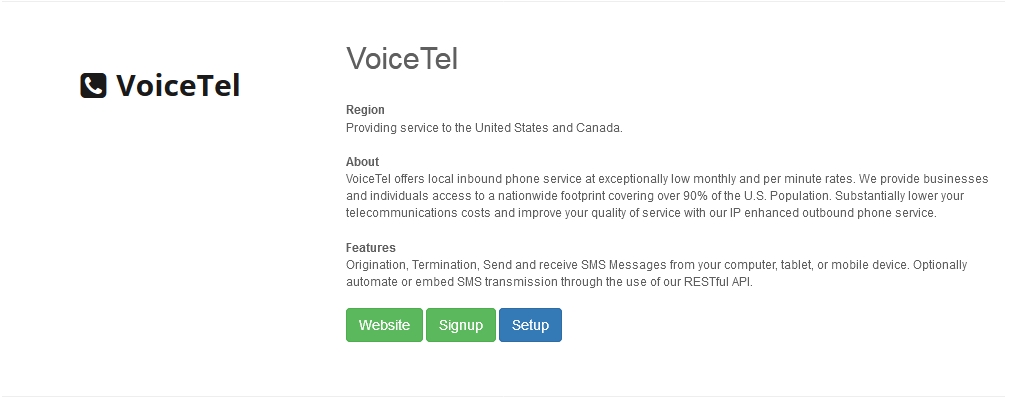 VoiceTel
VoiceTel
Region
Providing service to the United States and Canada.
About
VoiceTel offers local inbound phone service at exceptionally low monthly and per minute rates. We provide businesses
and individuals access to a nationwide footprint covering over 90% of the U.S. Population. Substantially lower your
telecommunications costs and improve your quality of service with our IP enhanced outbound phone service.
Features
Origination, Termination, Send and receive SMS Messages from your computer, tablet, or mobile device. Optionally
automate or embed SMS transmission through the use of our RESTful API.
Website Signup Setup